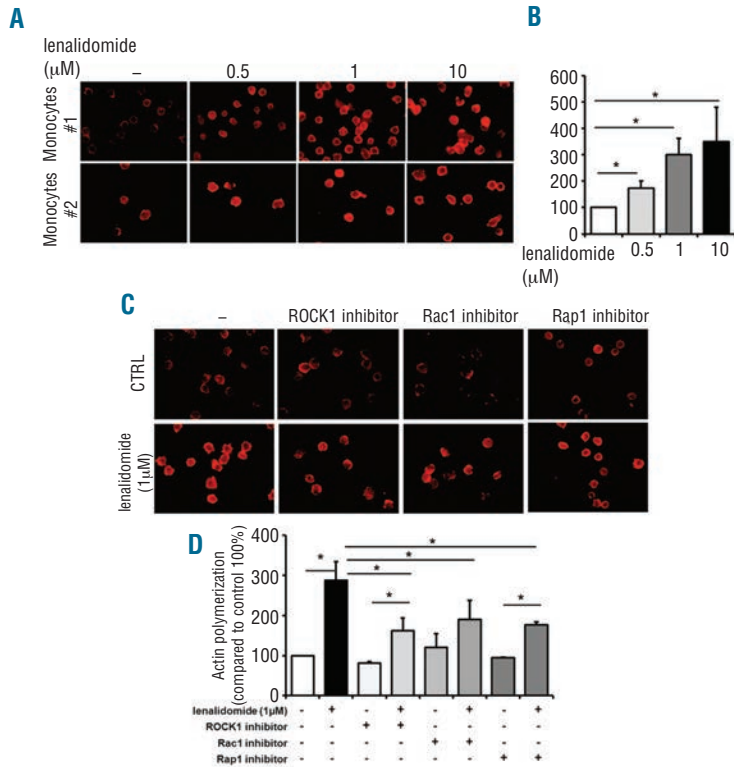 A
lenalidomide
(µM)
– 0.5 1 10
Monocytes
#1
Monocytes
#2
B
600
500
400
300
200
100
0
* * *
lenalidomide 0.5 1 10
(µM)
C
– ROCK1 inhibitor Rac1 inhibitor Rap1 inhibitor
CTRL
lenalidomide
(1µM)
D
Actin polymerization
(compared to control 100%)
400
300
200
100
0
* * * * * *
lenalidomide (1µM) - + - + - + - +
ROCK1 inhibitor - - + + - - - -
Rac1 inhibitor - - - - + + - -
Rap1 inhibitor - - - - - - + +